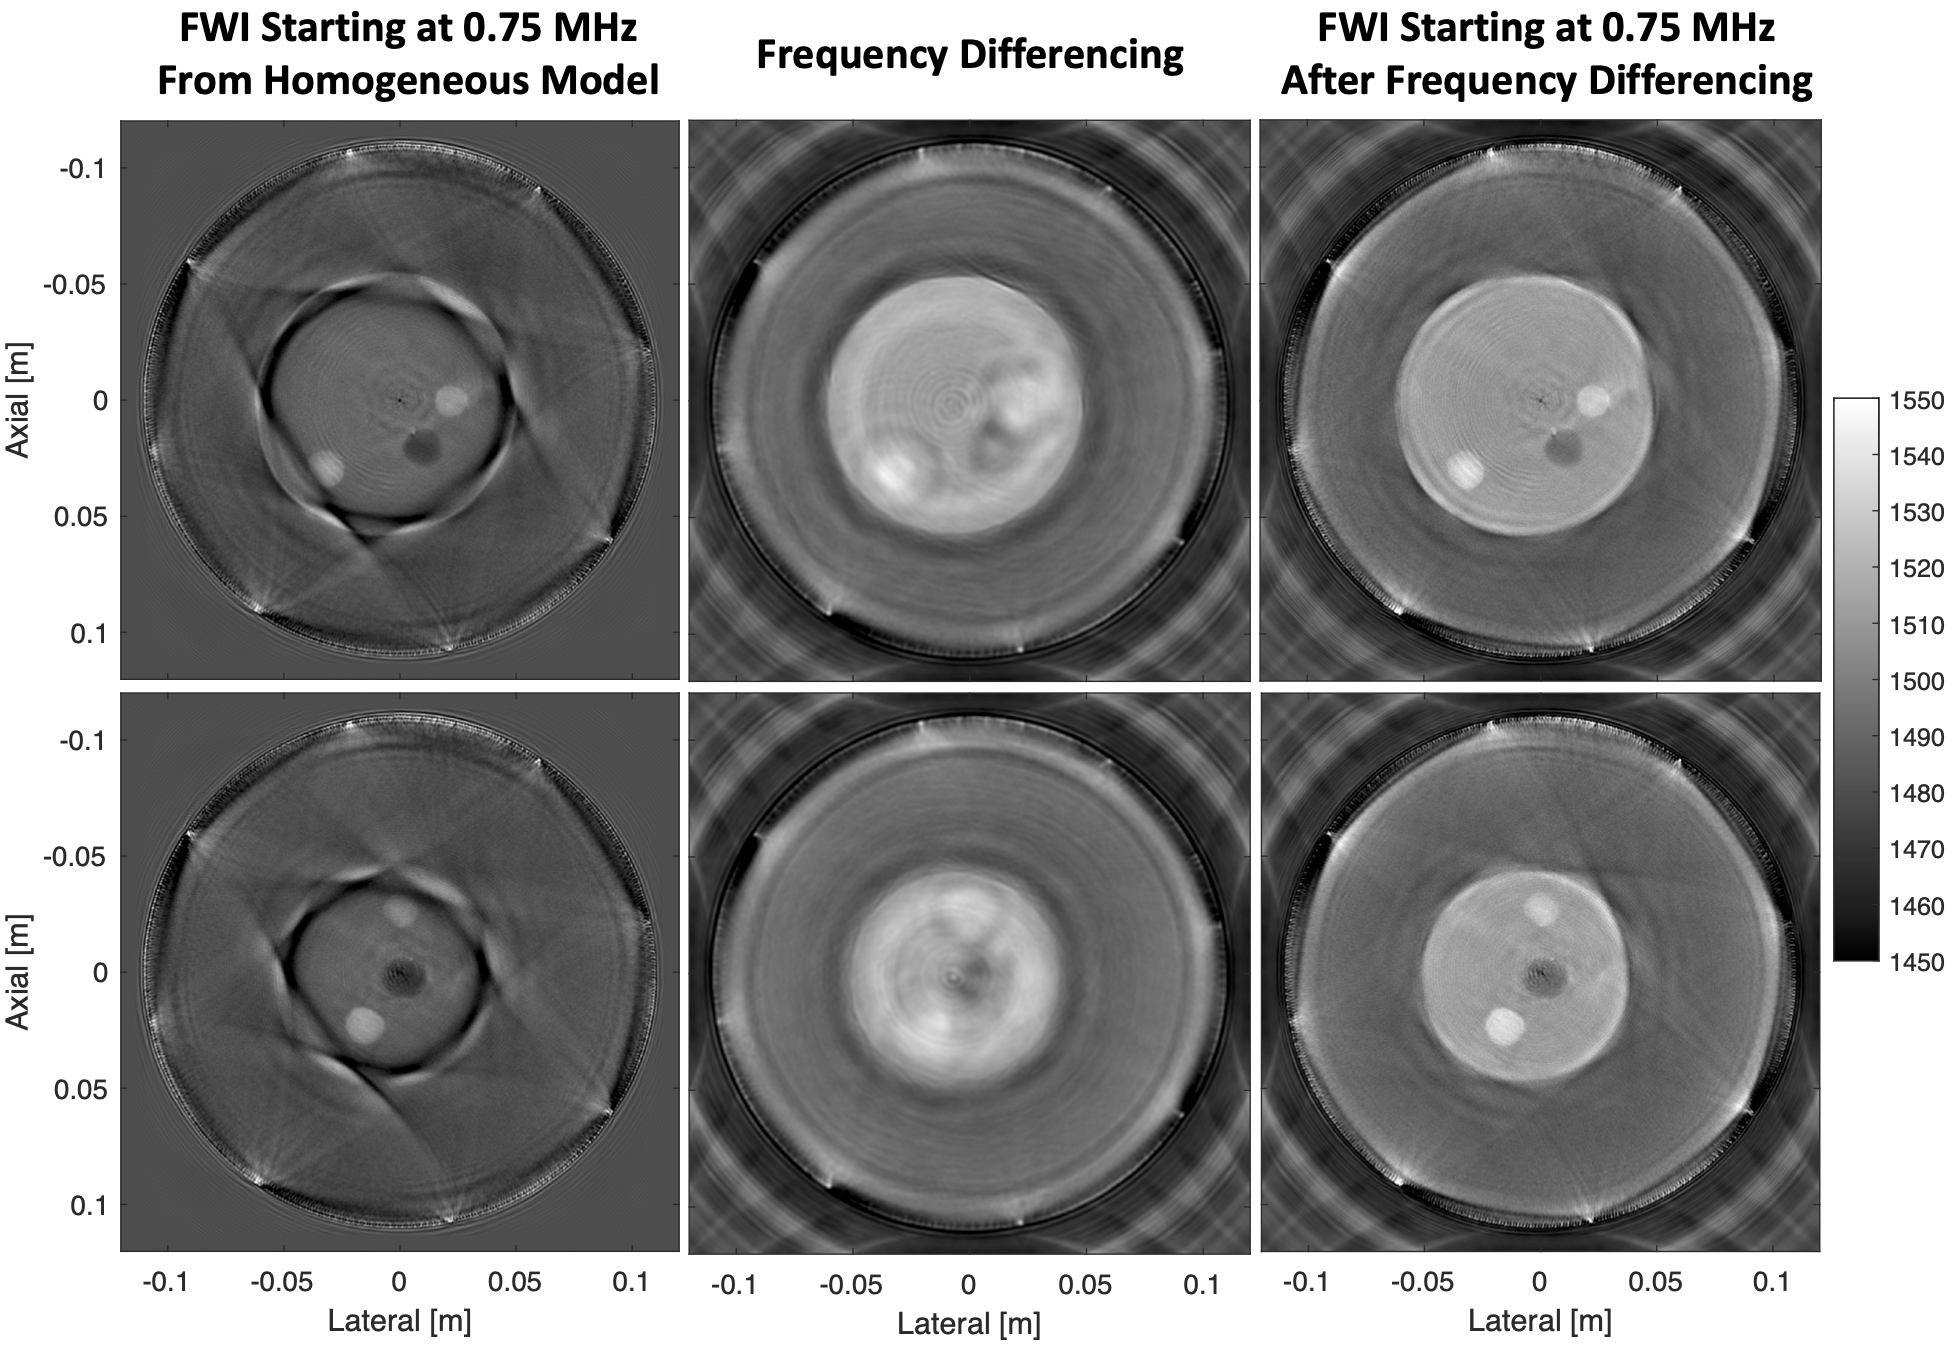 FWI Starting at 0.75 MHz
From Homogeneous Model
Frequency Differencing
FWI Starting at 0.75 MHz
After Frequency Differencing
Axial [m]
-0.1
-0.05
0
0.05
0.1
1550
1540
1530
1520
1510
1500
1490
1480
1470
1460
1450
Axial [m]
-0.1
-0.05
0
0.05
0.1
-0.1 -0.05 0 0.05 0.1
Lateral [m]
-0.1 -0.05 0 0.05 0.1
Lateral [m]
-0.1 -0.05 0 0.05 0.1
Lateral [m]